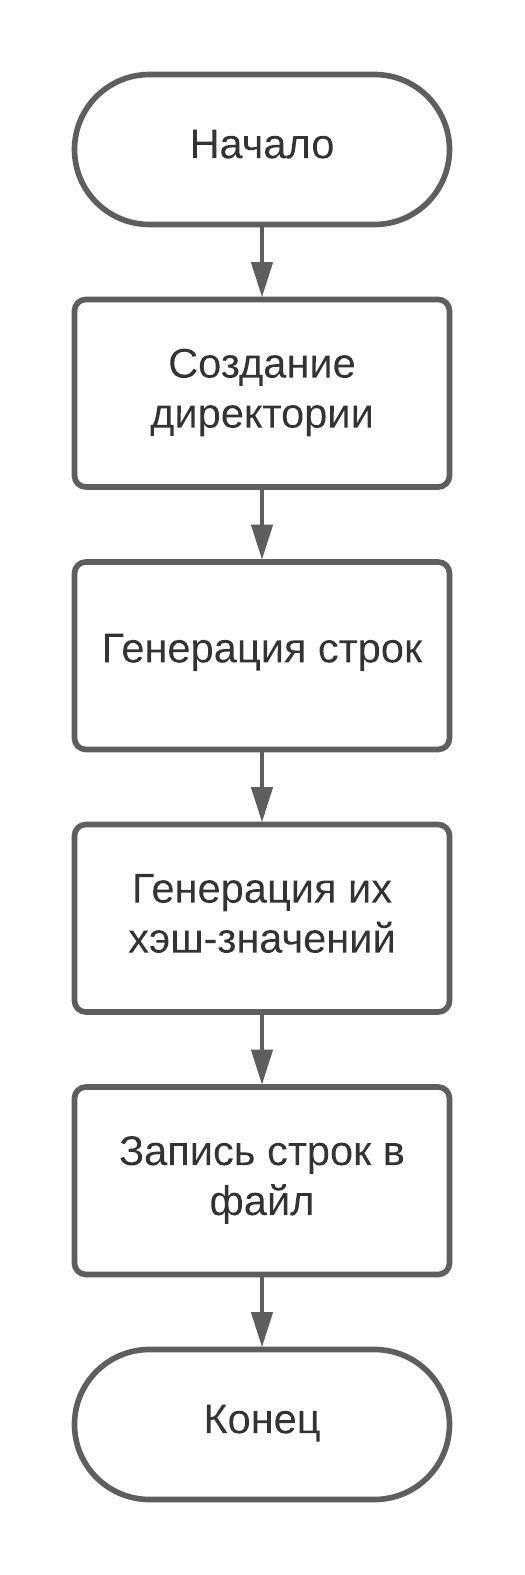 Начало
Создание
директории
Генерация строк
Генерация их
хэш-значений
Запись строк в
файл
Конец